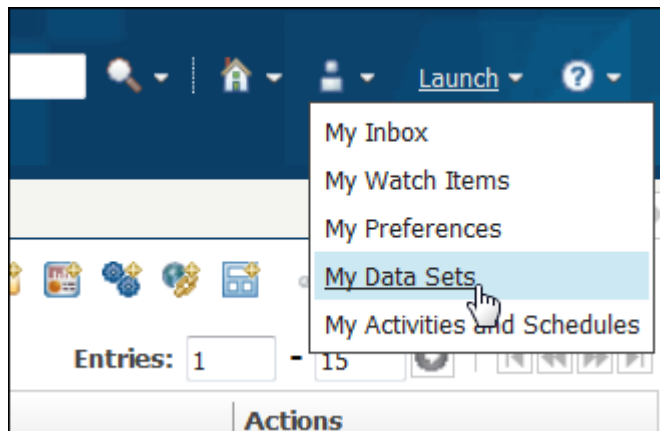 Launch
My Inbox
My Watch Items
My Preferences
My Data Sets
My Activities and Schedules
Entries: 1 - 15
Actions